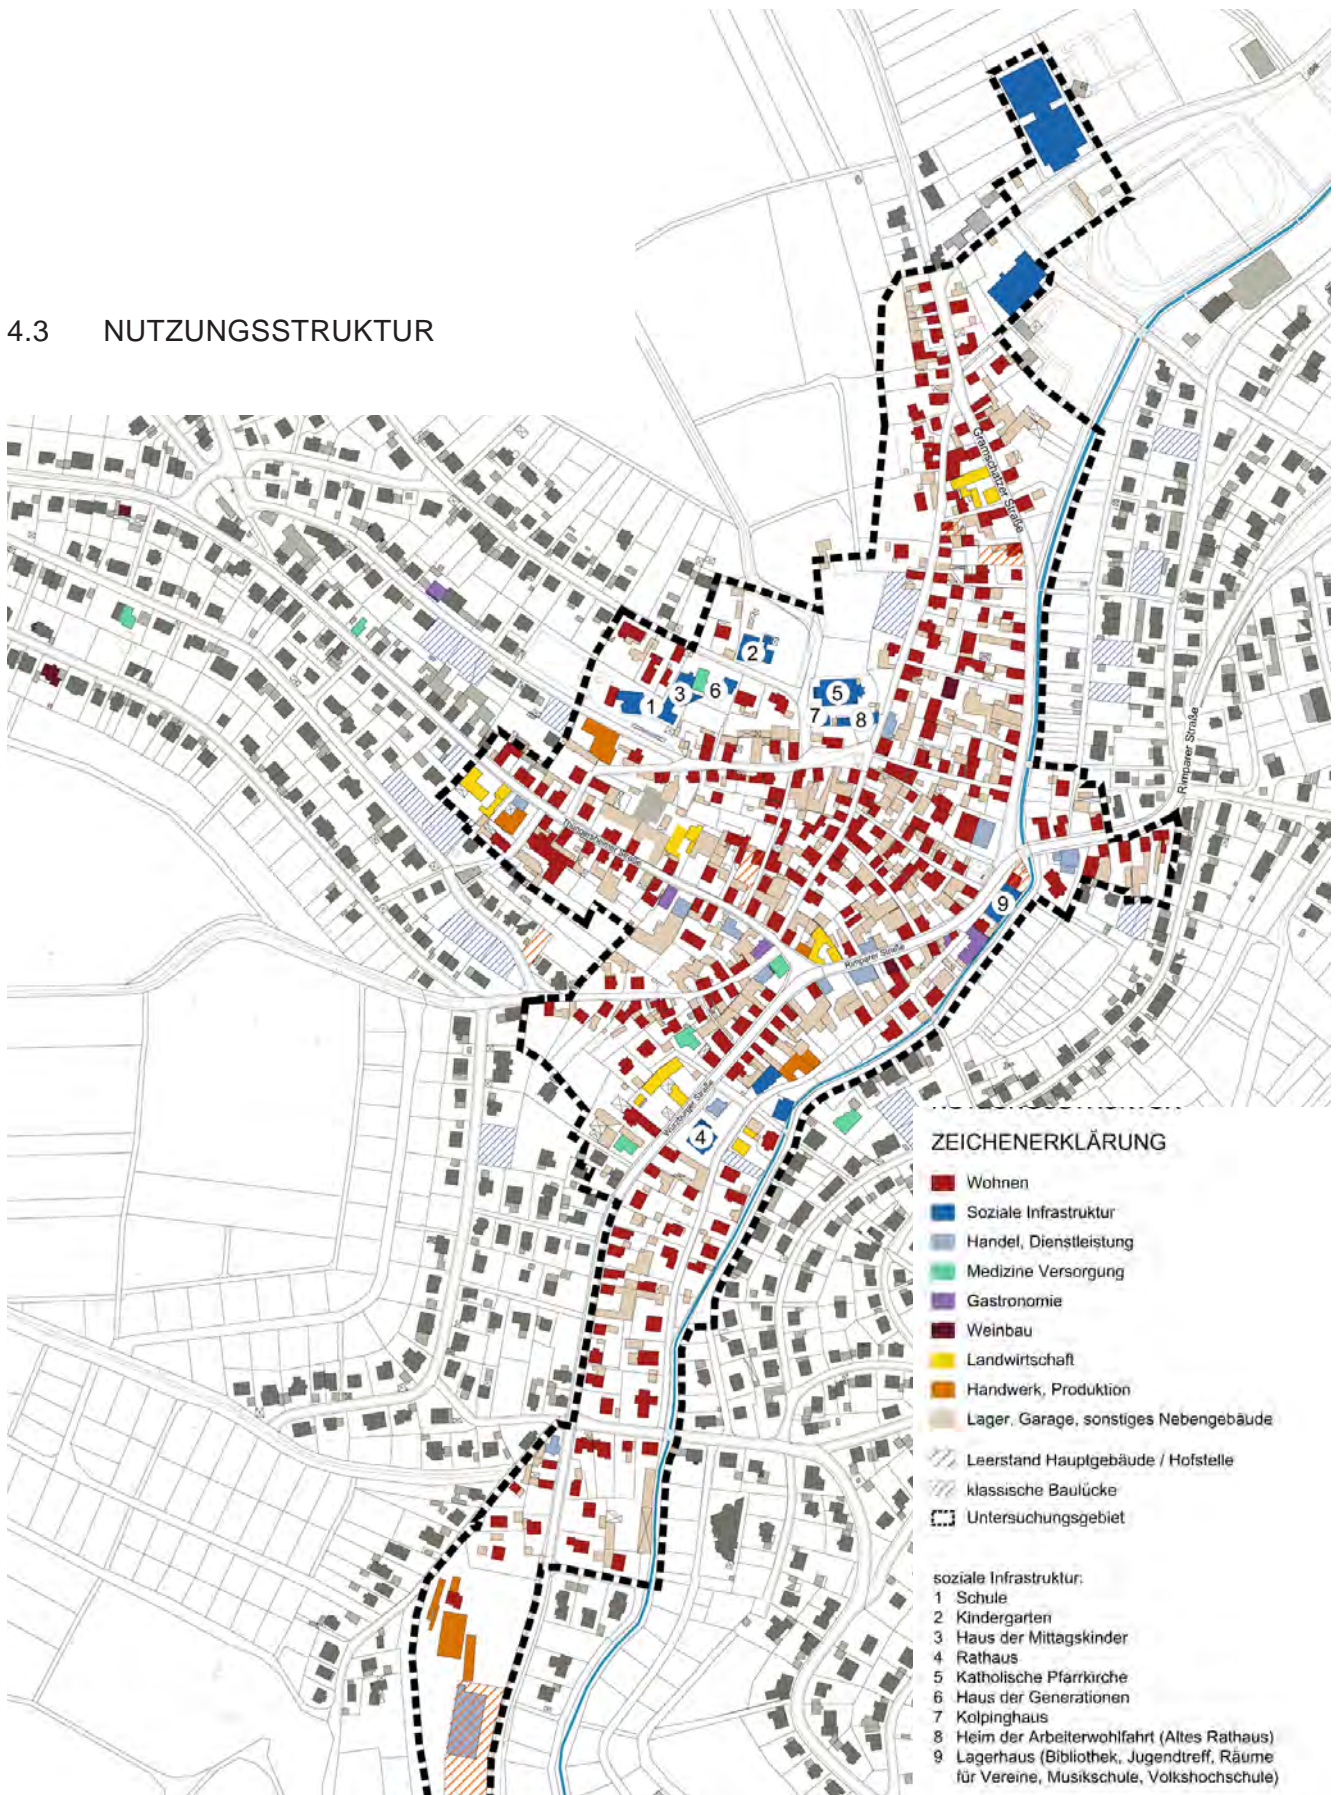 4.3 NUTZUNGSSTRUKTUR
Gramschatzer Straße
Rimparer Straße
Thüngersheimer Straße
Rimparer Straße
Würzburger Straße
2
3
6
1
5
7
8
9
4
NUTZUNGSSTRUKTUR
ZEICHENERKLÄRUNG
Wohnen
Soziale Infrastruktur
Handel, Dienstleistung
Medizine Versorgung
Gastronomie
Weinbau
Landwirtschaft
Handwerk, Produktion
Lager, Garage, sonstiges Nebengebäude
Leerstand Hauptgebäude / Hofstelle
klassische Baulücke
Untersuchungsgebiet
soziale Infrastruktur:
1 Schule
2 Kindergarten
3 Haus der Mittagskinder
4 Rathaus
5 Katholische Pfarrkirche
6 Haus der Generationen
7 Kolpinghaus
8 Heim der Arbeiterwohlfahrt (Altes Rathaus)
9 Lagerhaus (Bibliothek, Jugendtreff, Räume
für Vereine, Musikschule, Volkshochschule)